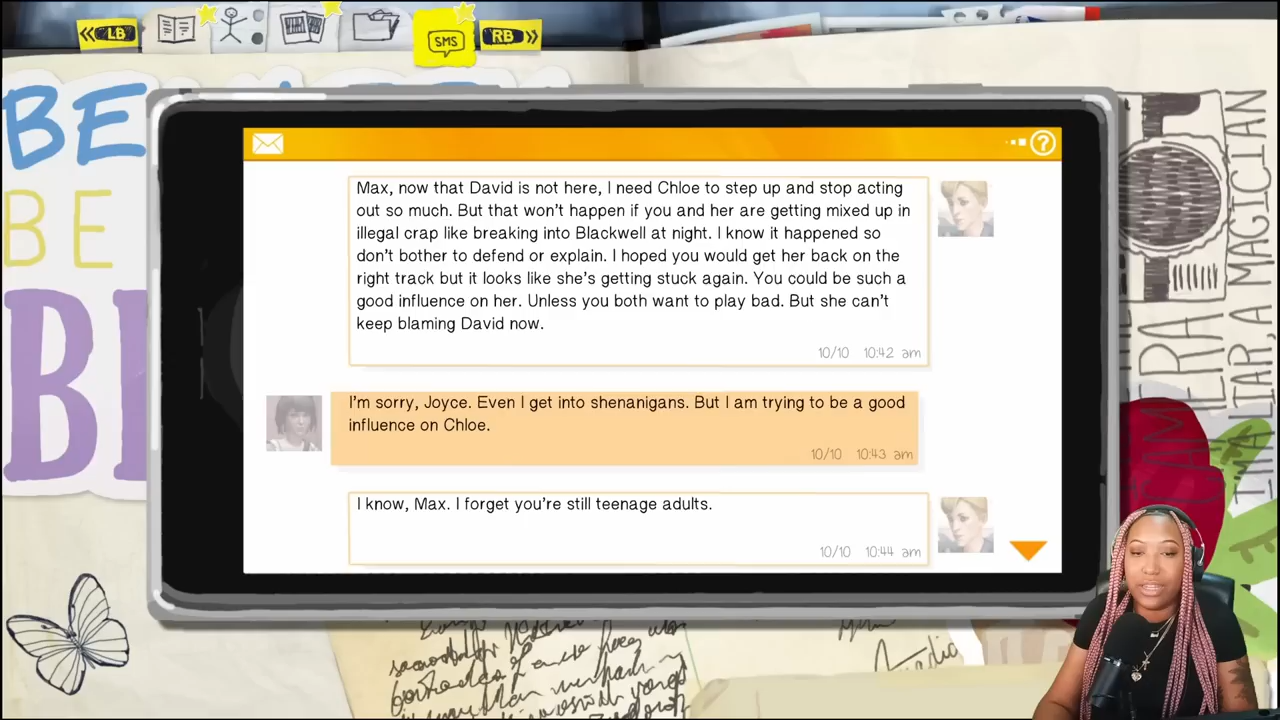 LB
SMS
RB
BE
BE
Max, now that David is not here, I need Chloe to step up and stop acting
out so much. But that won't happen if you and her are getting mixed up in
illegal crap like breaking into Blackwell at night. I know it happened so
don't bother to defend or explain. I hoped you would get her back on the
right track but it looks like she's getting stuck again. You could be such a
good influence on her. Unless you both want to play bad. But she can't
keep blaming David now.
10/10 10:42 am
I'm sorry, Joyce. Even I get into shenanigans. But I am trying to be a good
influence on Chloe.
10/10 10:43 am
I know, Max. I forget you're still teenage adults.
10/10 10:44 am
?
A MAGICIAN